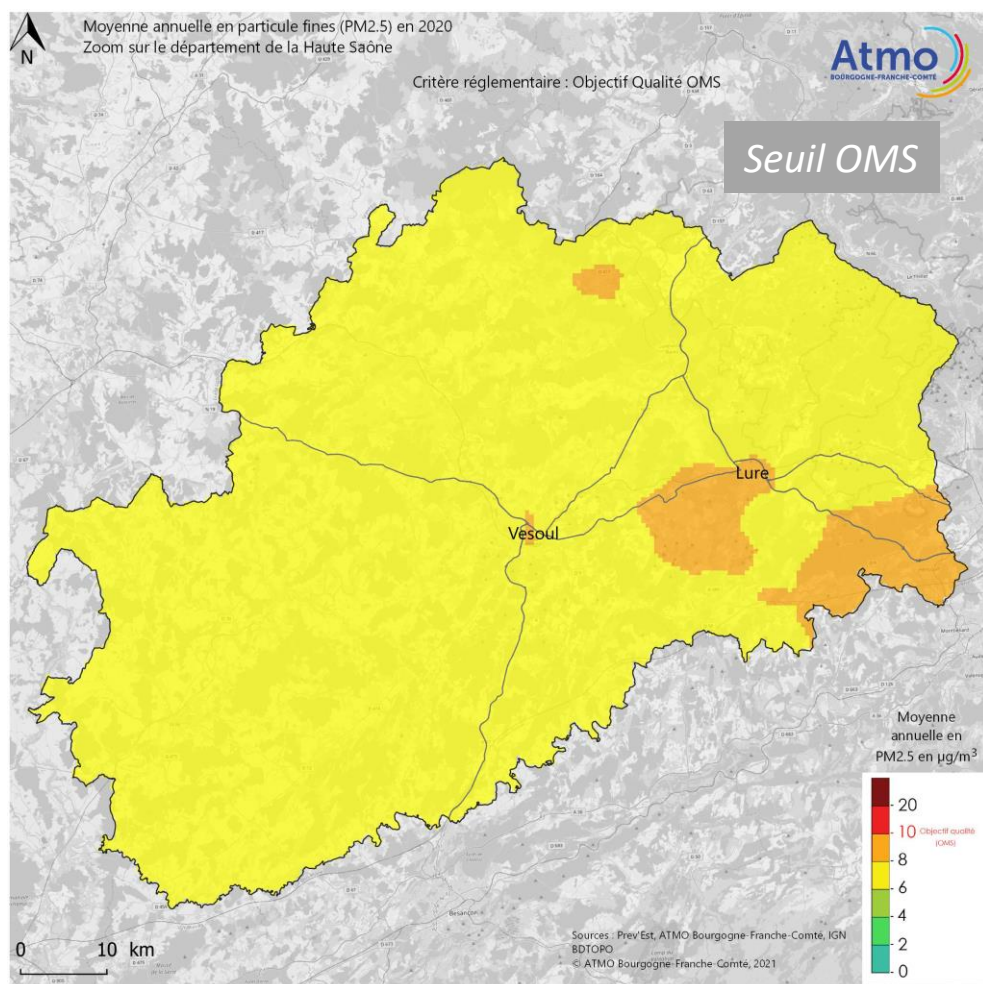 Moyenne annuelle en particule fines (PM2.5) en 2020
Zoom sur le département de la Haute Saône
N
Critère réglementaire : Objectif Qualité OMS
Atmo
BOURGOGNE-FRANCHE-COMTÉ
Seuil OMS
Lure
Vesoul
Besançon
Moyenne
annuelle en
PM2.5 en µg/m³
20
10 Objectif qualité
(OMS)
8
6
4
2
0
0 10 km
Sources : Prev'Est, ATMO Bourgogne-Franche-Comté, IGN
BDTOPO
© ATMO Bourgogne-Franche-Comté, 2021